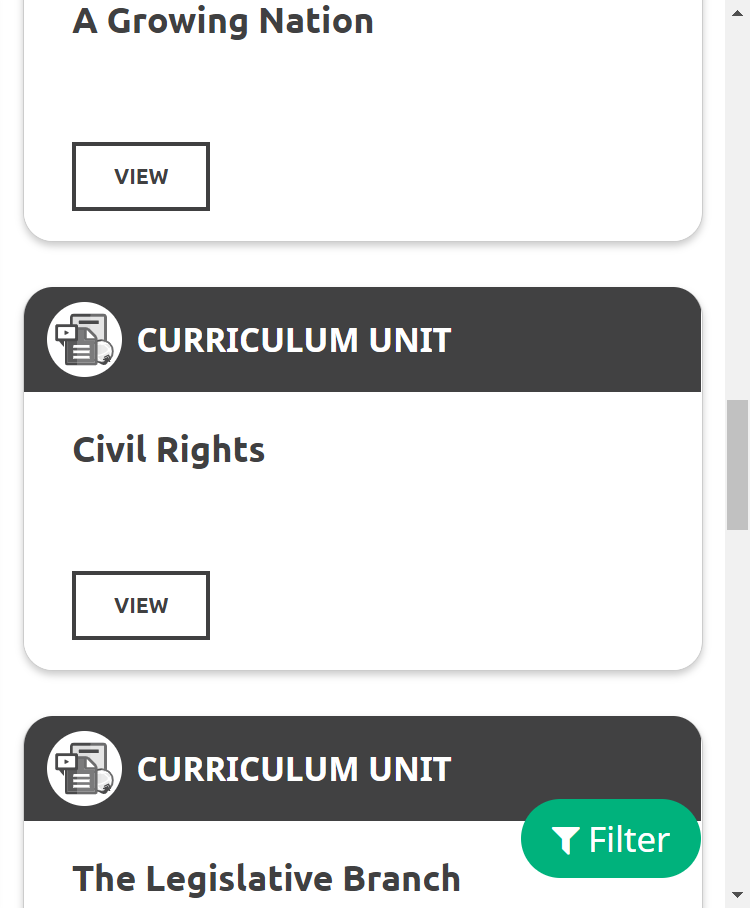 A Growing Nation
VIEW
CURRICULUM UNIT
Civil Rights
VIEW
CURRICULUM UNIT
Filter
The Legislative Branch